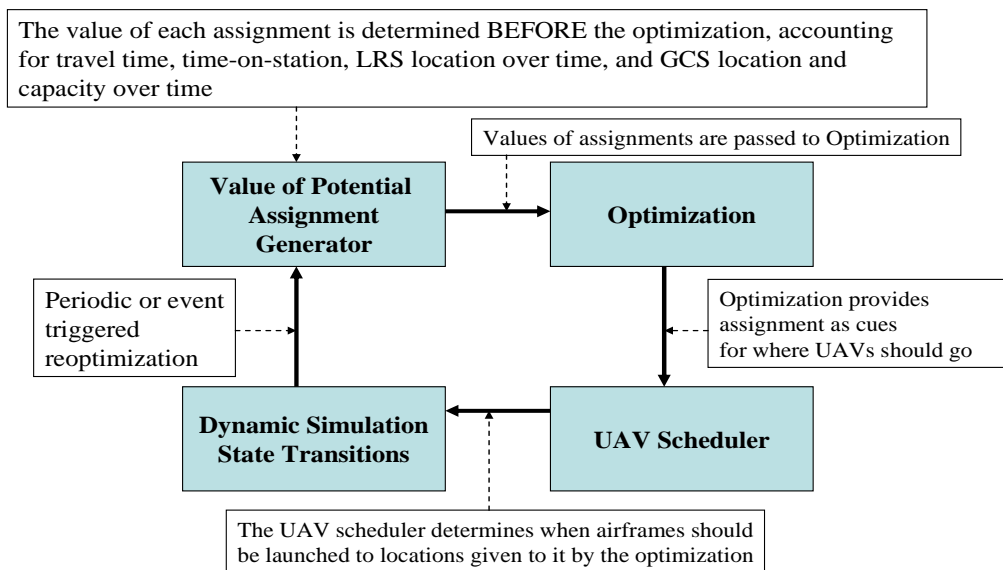 The value of each assignment is determined BEFORE the optimization, accounting
for travel time, time-on-station, LRS location over time, and GCS location and
capacity over time
Values of assignments are passed to Optimization
Value of Potential
Assignment
Generator
Optimization
Periodic or event
triggered
reoptimization
Optimization provides
assignment as cues
for where UAVs should go
Dynamic Simulation
State Transitions
UAV Scheduler
The UAV scheduler determines when airframes should
be launched to locations given to it by the optimization